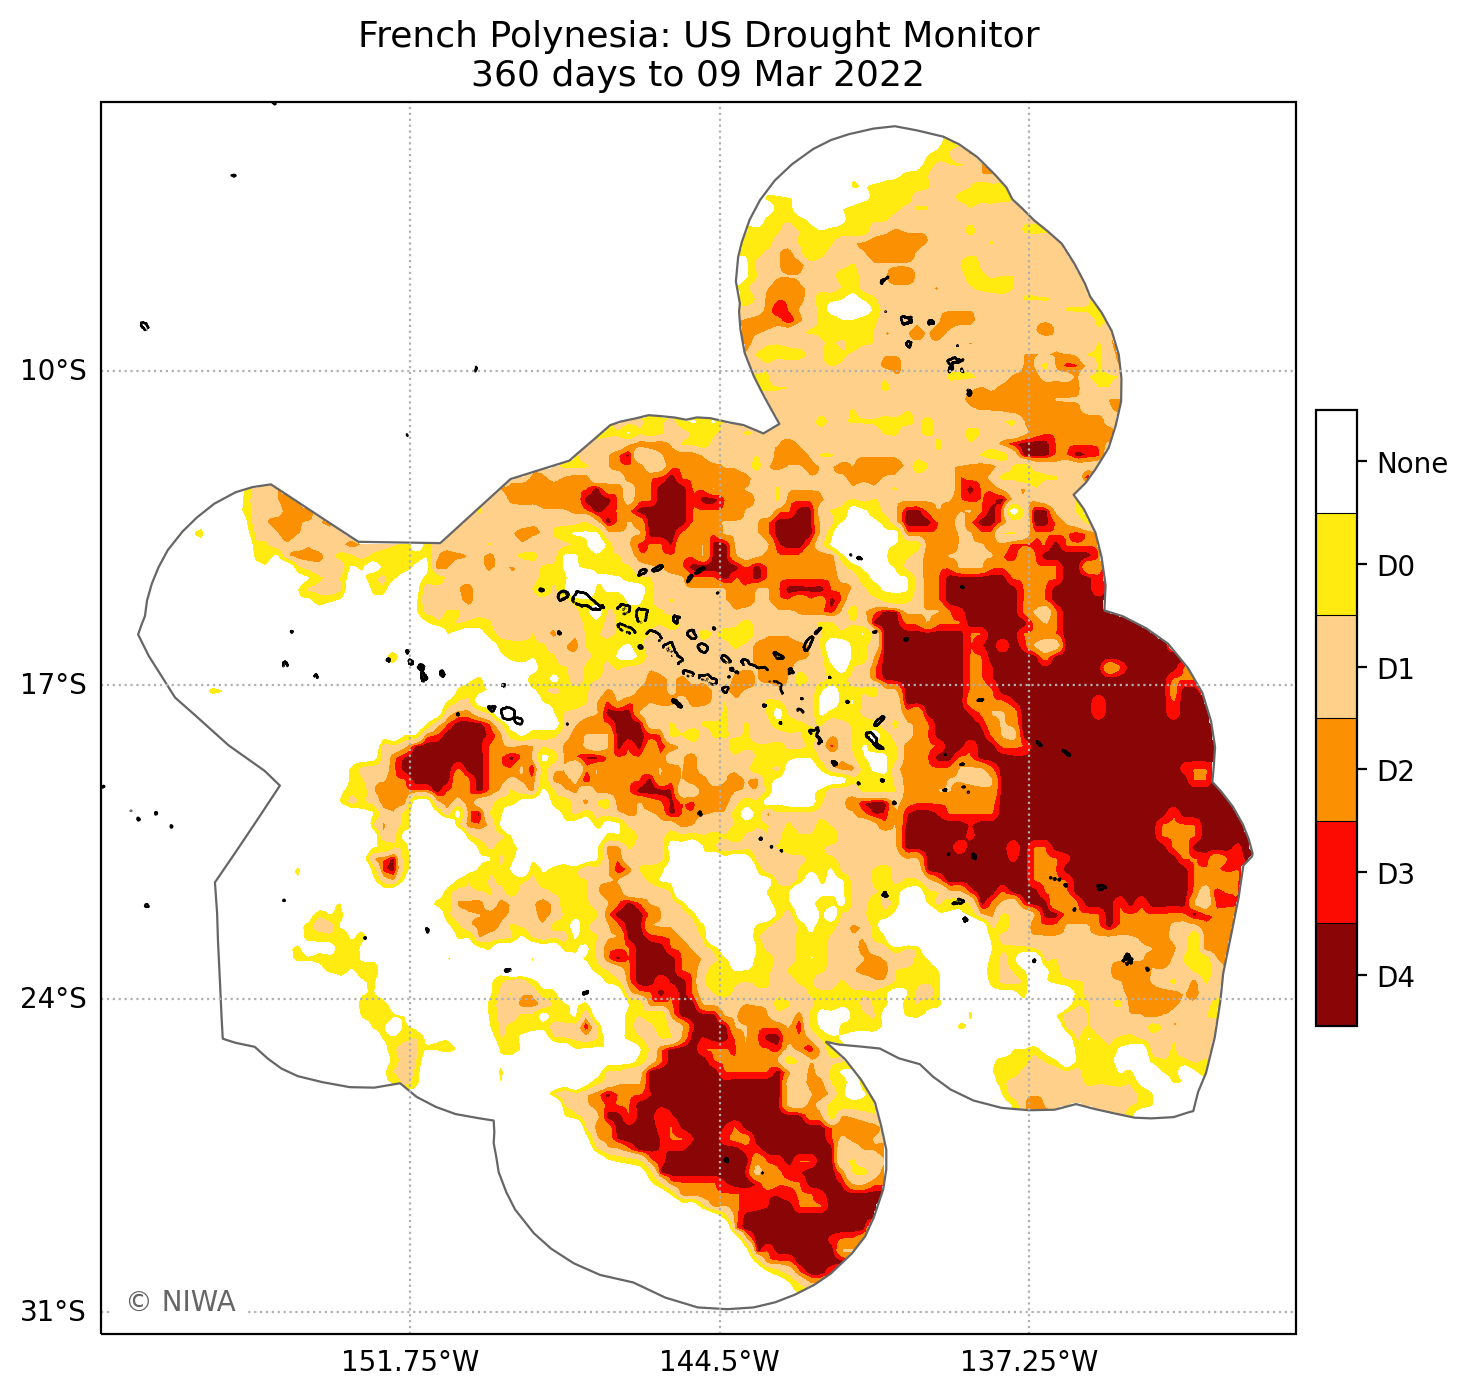 French Polynesia: US Drought Monitor
360 days to 09 Mar 2022
10°S
17°S
24°S
31°S
151.75°W
144.5°W
137.25°W
None
D0
D1
D2
D3
D4
© NIWA